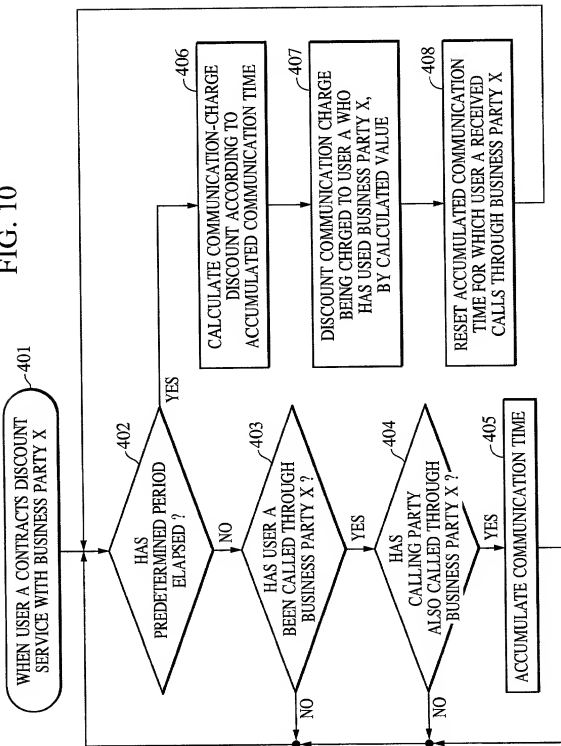 FIG. 10
401
WHEN USER A CONTRACTS DISCOUNT
SERVICE WITH BUSINESS PARTY X
402
HAS
PREDETERMINED PERIOD
ELAPSED ?
YES
NO
403
HAS USER A
BEEN CALLED THROUGH
BUSINESS PARTY X ?
NO
YES
404
HAS
CALLING PARTY
ALSO CALLED THROUGH
BUSINESS PARTY X ?
NO
YES
405
ACCUMULATE COMMUNICATION TIME
406
CALCULATE COMMUNICATION-CHARGE
DISCOUNT ACCORDING TO
ACCUMULATED COMMUNICATION TIME
407
DISCOUNT COMMUNICATION CHARGE
BEING CHRGED TO USER A WHO
HAS USED BUSINESS PARTY X,
BY CALCULATED VALUE
408
RESET ACCUMULATED COMMUNICATION
TIME FOR WHICH USER A RECEIVED
CALLS THROUGH BUSINESS PARTY X